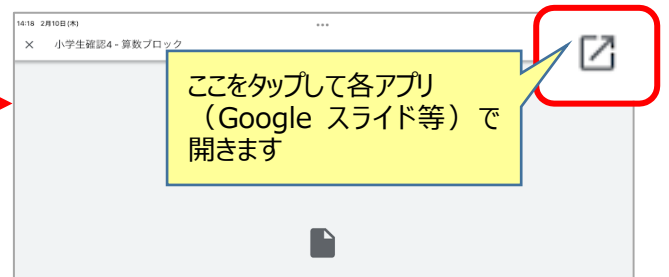 14:18 2月10日(木)
× 小学生確認4 - 算数ブロック
ここをタップして各アプリ
（Google スライド等）で
開きます